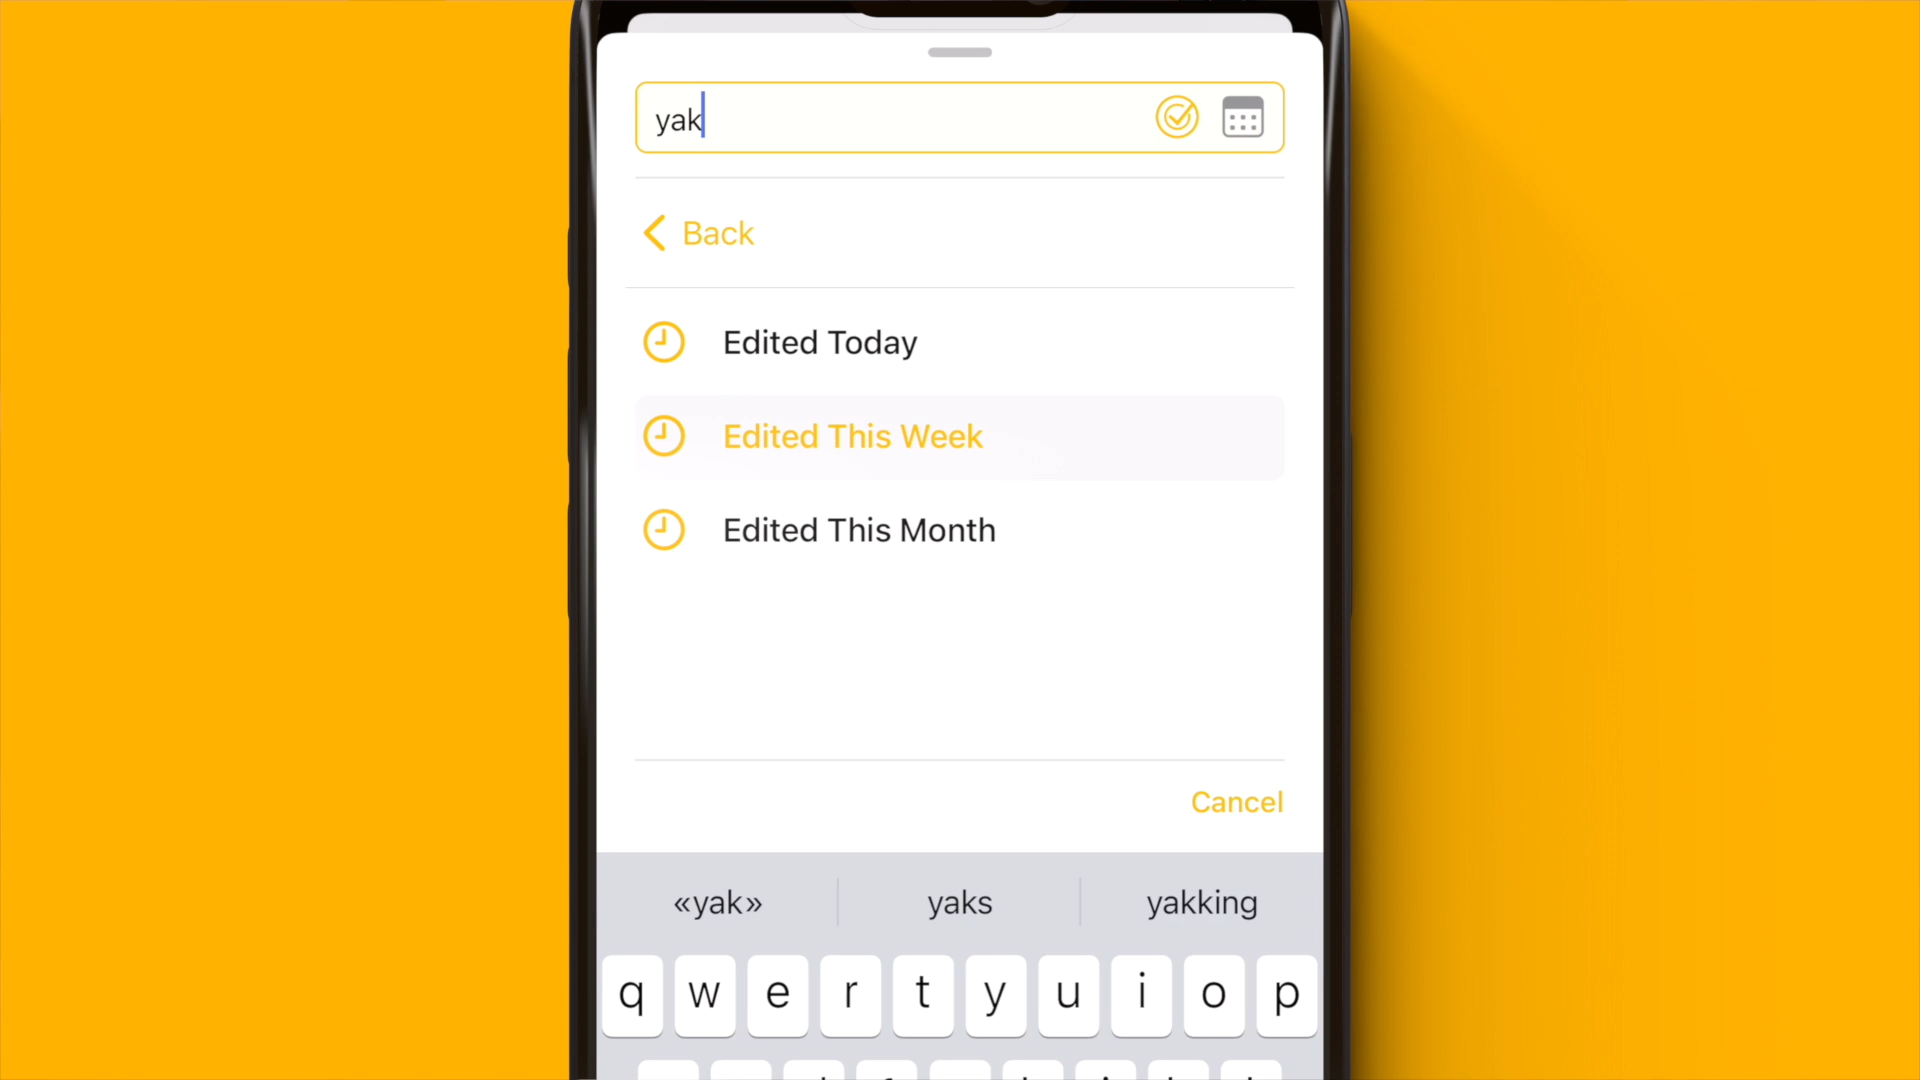 yak
Back
Edited Today
Edited This Week
Edited This Month
Cancel
«yak» yaks yakking
q w e r t y u i o p